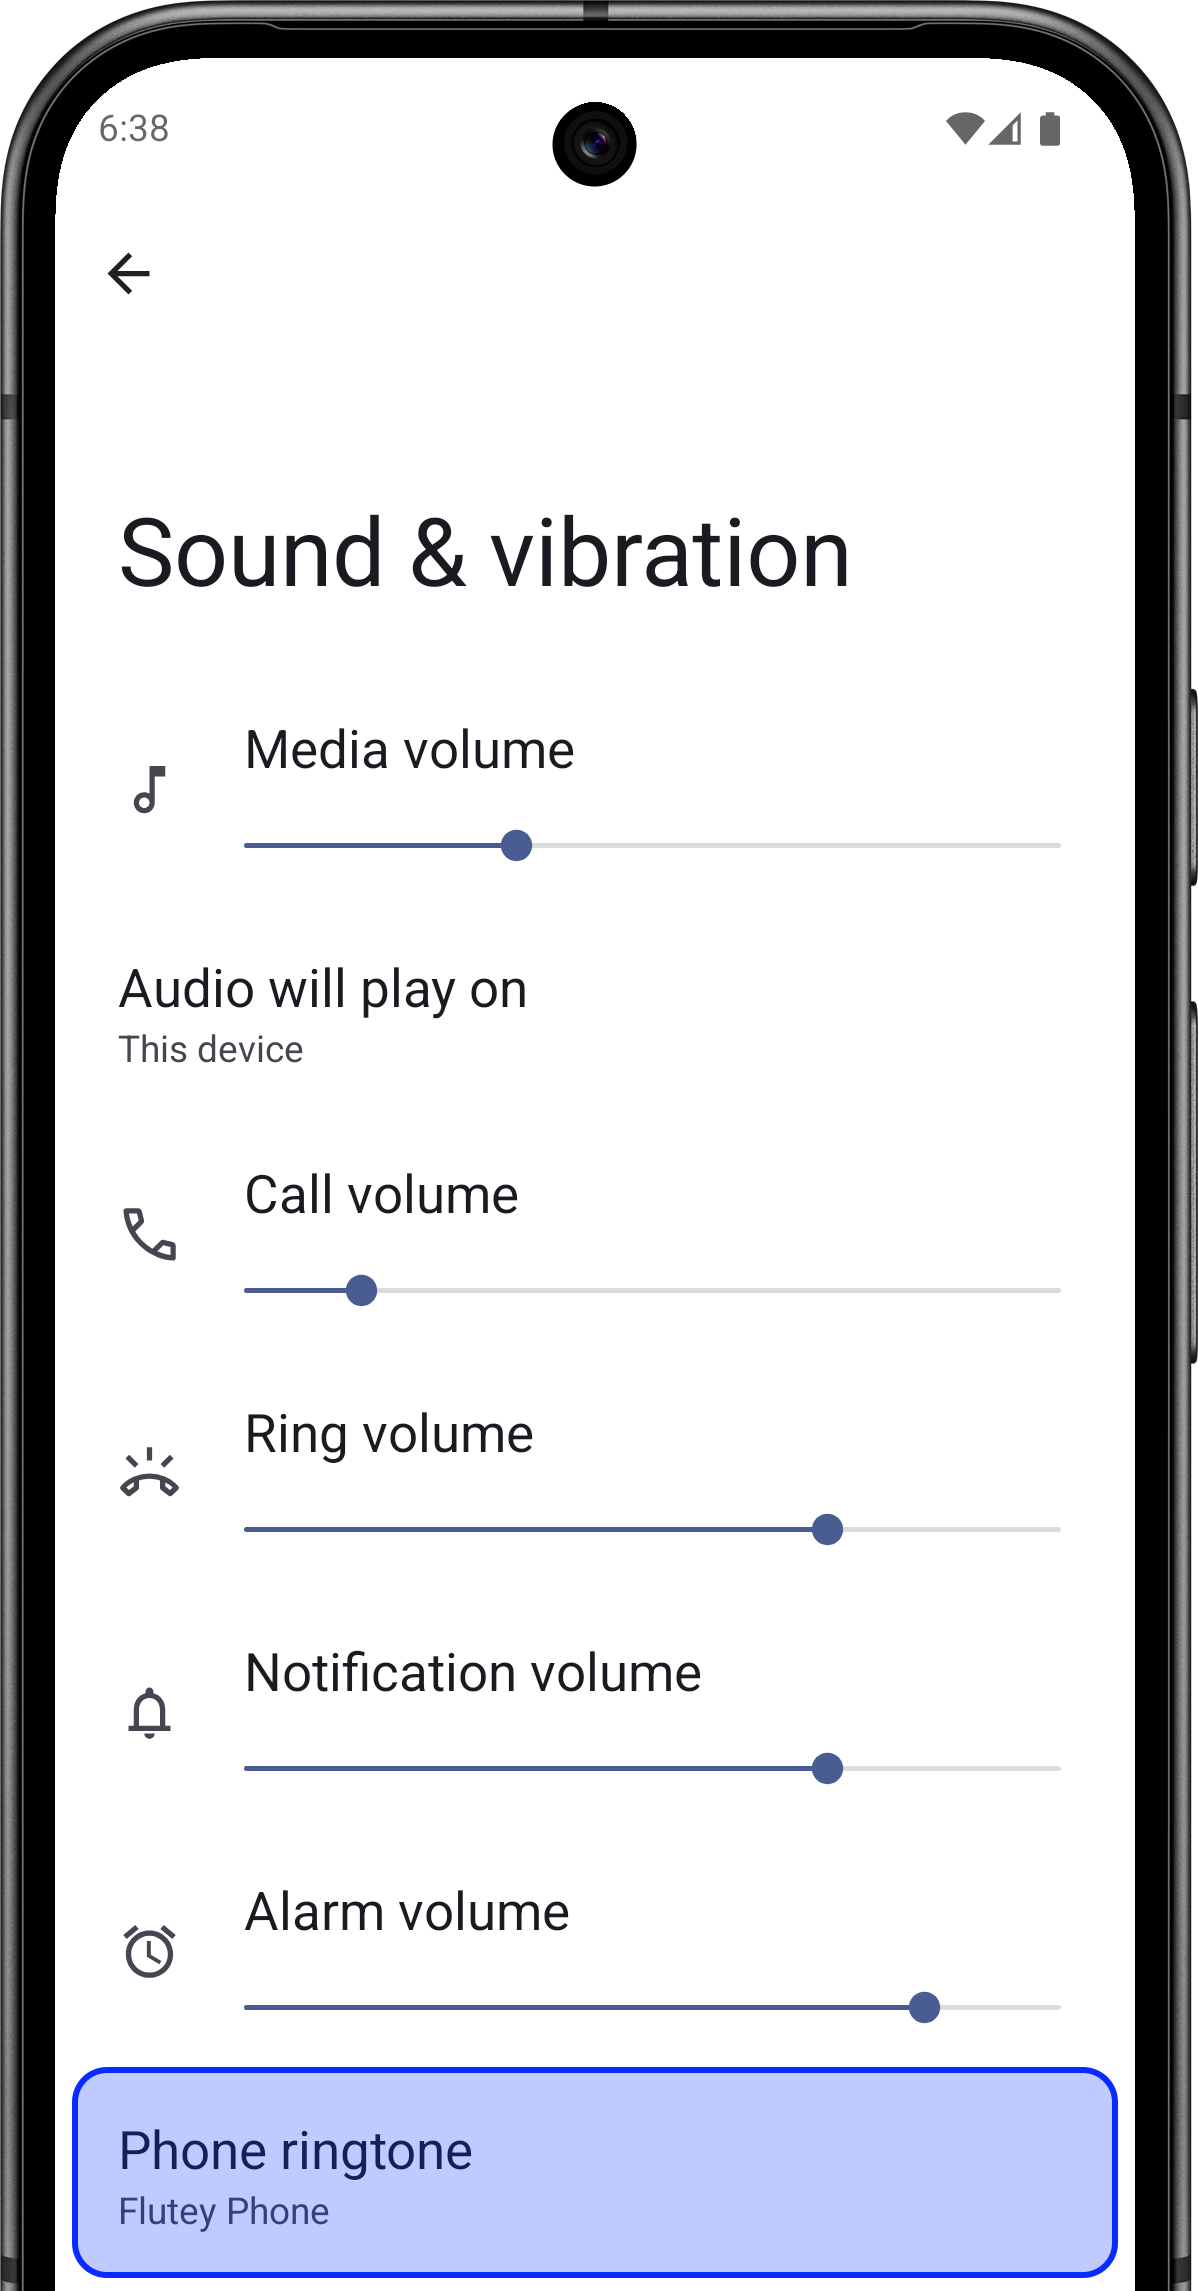 6:38
Sound & vibration
Media volume
Audio will play on
This device
Call volume
Ring volume
Notification volume
Alarm volume
Phone ringtone
Flutey Phone